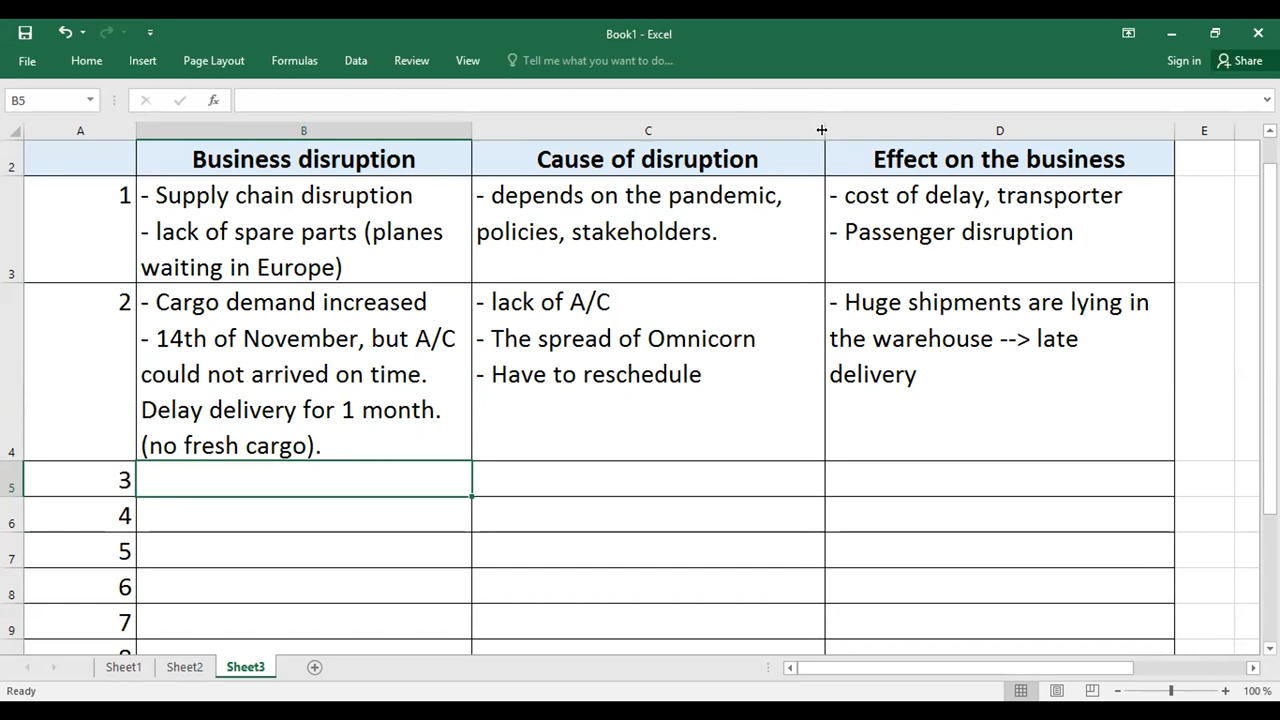 Book1 - Excel
File Home Insert Page Layout Formulas Data Review View Tell me what you want to do... Sign in Share
B5 fx
A B C D E
2 Business disruption Cause of disruption Effect on the business
1 - Supply chain disruption - depends on the pandemic, - cost of delay, transporter
- lack of spare parts (planes policies, stakeholders. - Passenger disruption
3 waiting in Europe)
2 - Cargo demand increased - lack of A/C - Huge shipments are lying in
- 14th of November, but A/C - The spread of Omnicorn the warehouse --> late
could not arrived on time. - Have to reschedule delivery
Delay delivery for 1 month.
4 (no fresh cargo).
5 3
6 4
7 5
8 6
9 7
Sheet1 Sheet2 Sheet3
Ready 100 %